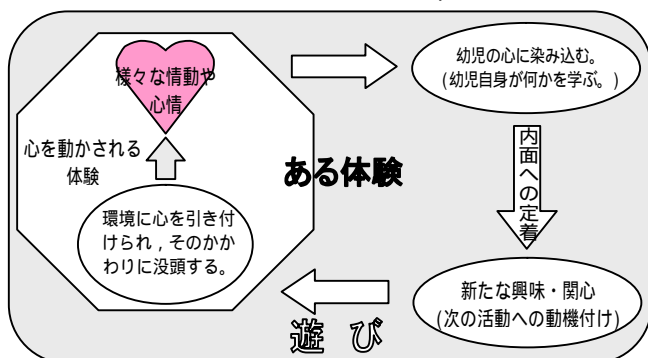 様々な情動や
心情
心を動かされる
体験
環境に心を引き付
けられ，そのかか
わりに没頭する。
ある体験
幼児の心に染み込む。
(幼児自身が何かを学ぶ。)
内面への定着
新たな興味・関心
(次の活動への動機付け)
遊 び